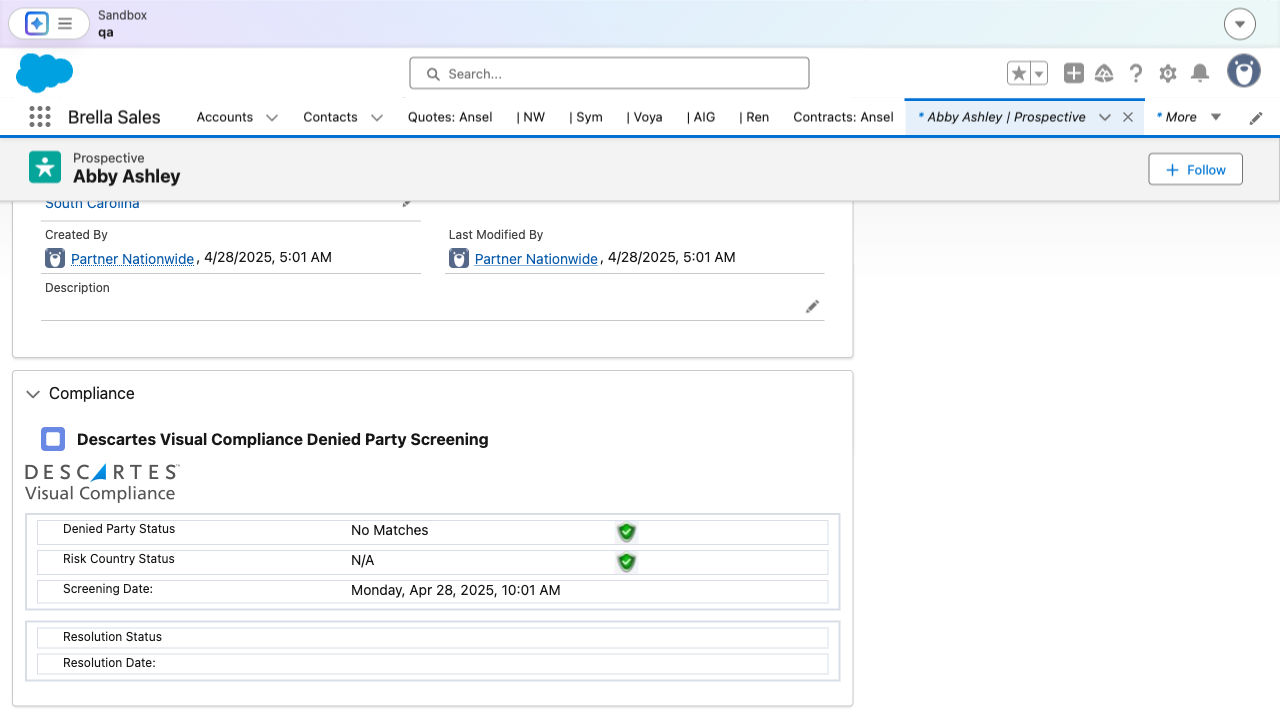 Sandbox
qa
Search...
Brella Sales
Accounts
Contacts
Quotes: Ansel
| NW
| Sym
| Voya
| AIG
| Ren
Contracts: Ansel
* Abby Ashley | Prospective
* More
Prospective
Abby Ashley
Follow
South Carolina
Created By
Last Modified By
Partner Nationwide, 4/28/2025, 5:01 AM
Partner Nationwide, 4/28/2025, 5:01 AM
Description
Compliance
Descartes Visual Compliance Denied Party Screening
DESCARTES™
Visual Compliance
Denied Party Status
No Matches
Risk Country Status
N/A
Screening Date:
Monday, Apr 28, 2025, 10:01 AM
Resolution Status
Resolution Date: